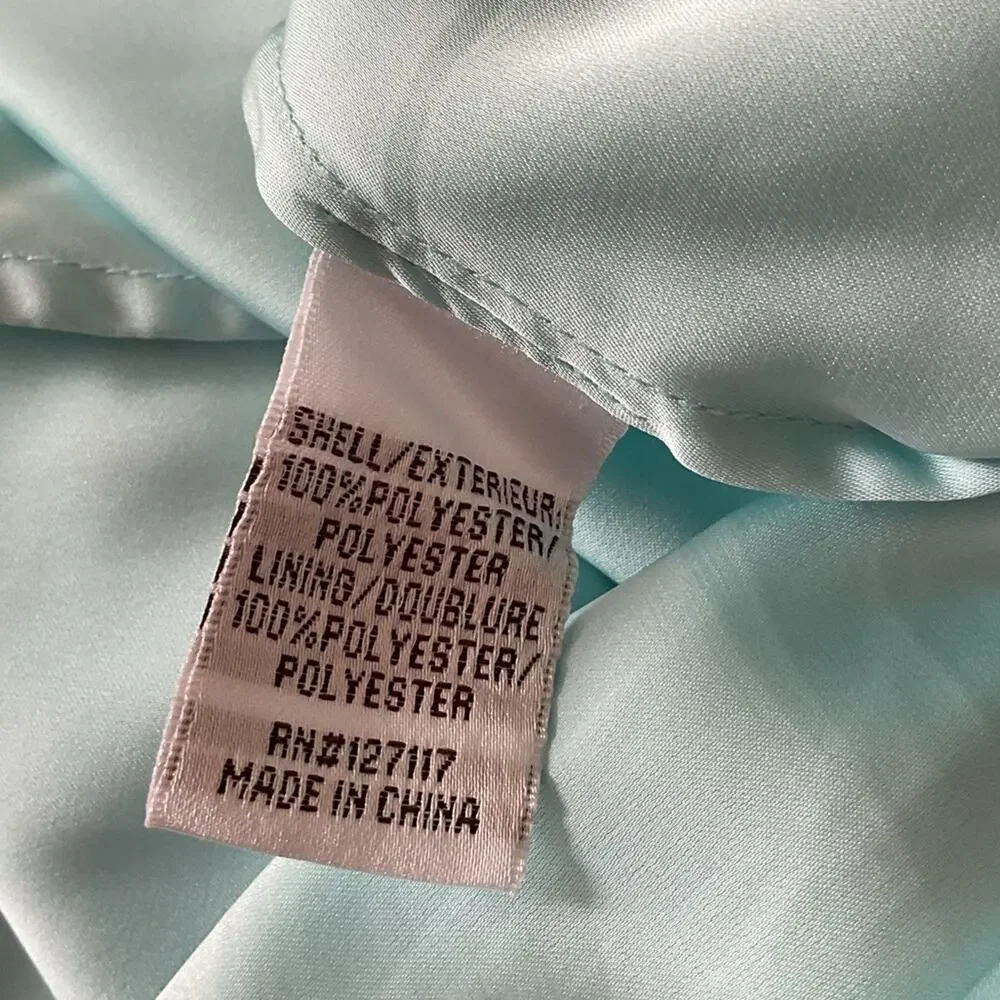 SHELL/EXTERIEUR:
100%POLYESTER/
POLYESTER
LINING/DOUBLURE
100%POLYESTER/
POLYESTER
RN#127117
MADE IN CHINA